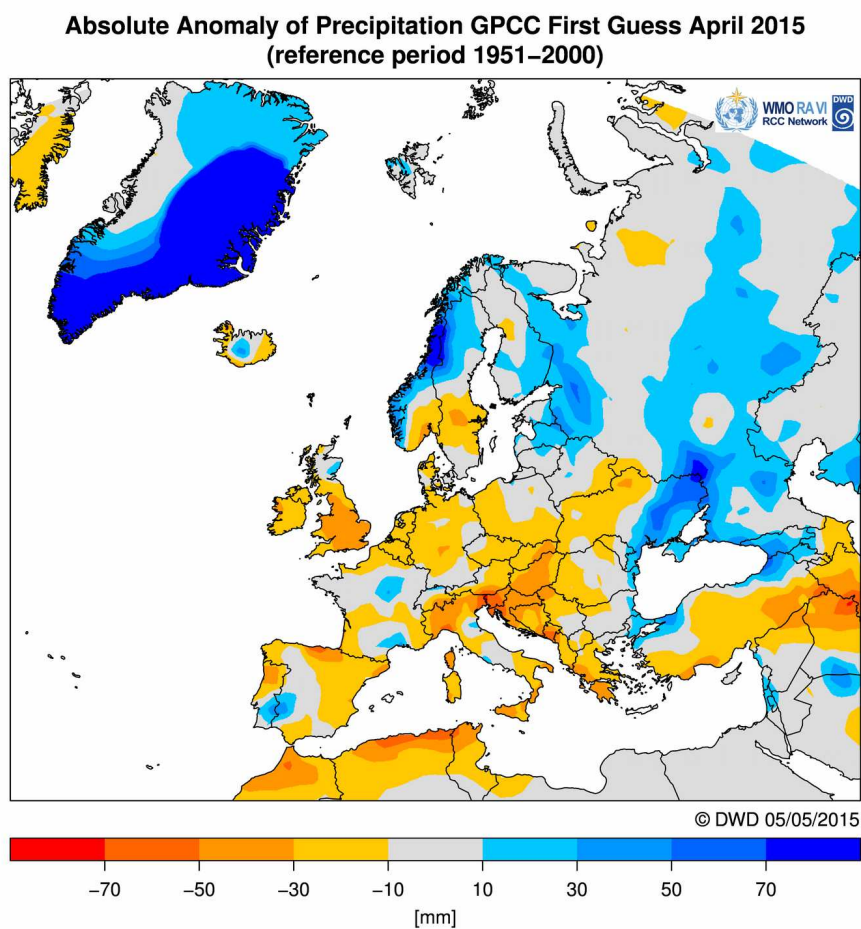 Absolute Anomaly of Precipitation GPCC First Guess April 2015
(reference period 1951−2000)
WMO RA VI
RCC Network
DWD
© DWD 05/05/2015
−70 −50 −30 −10 10 30 50 70
[mm]